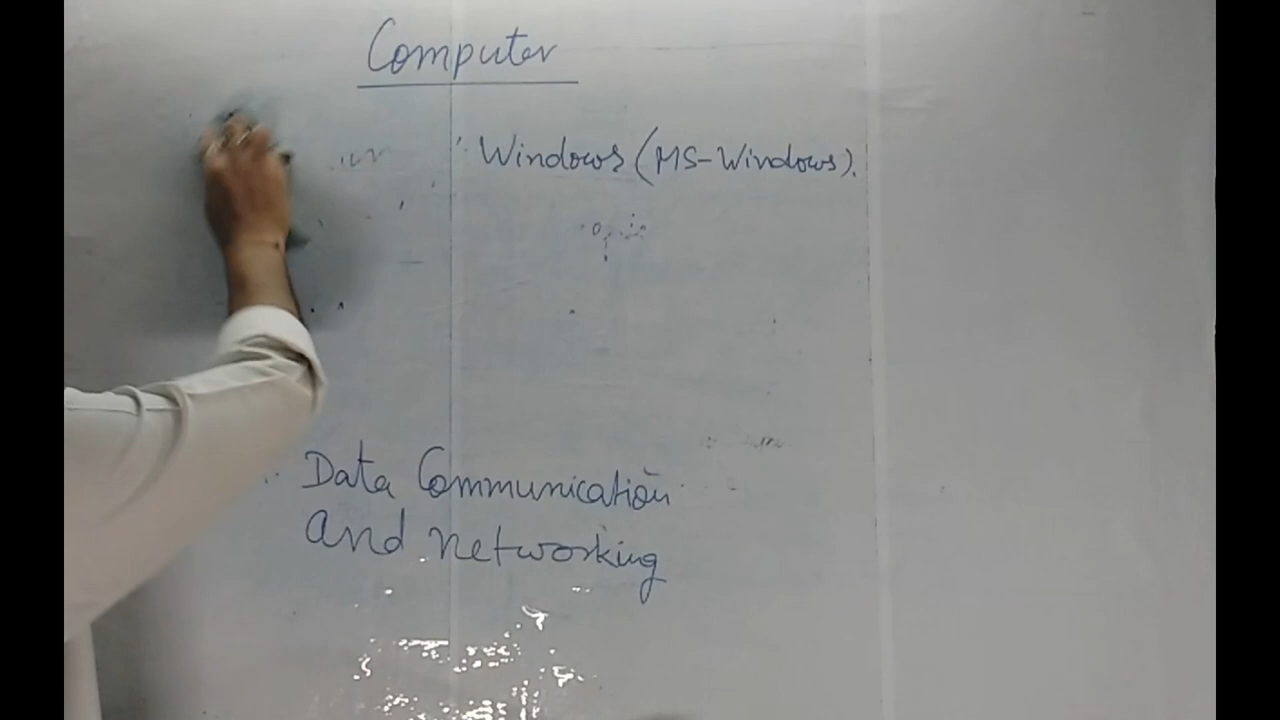 Computer
Windows (MS-Windows).
Data Communication
and networking